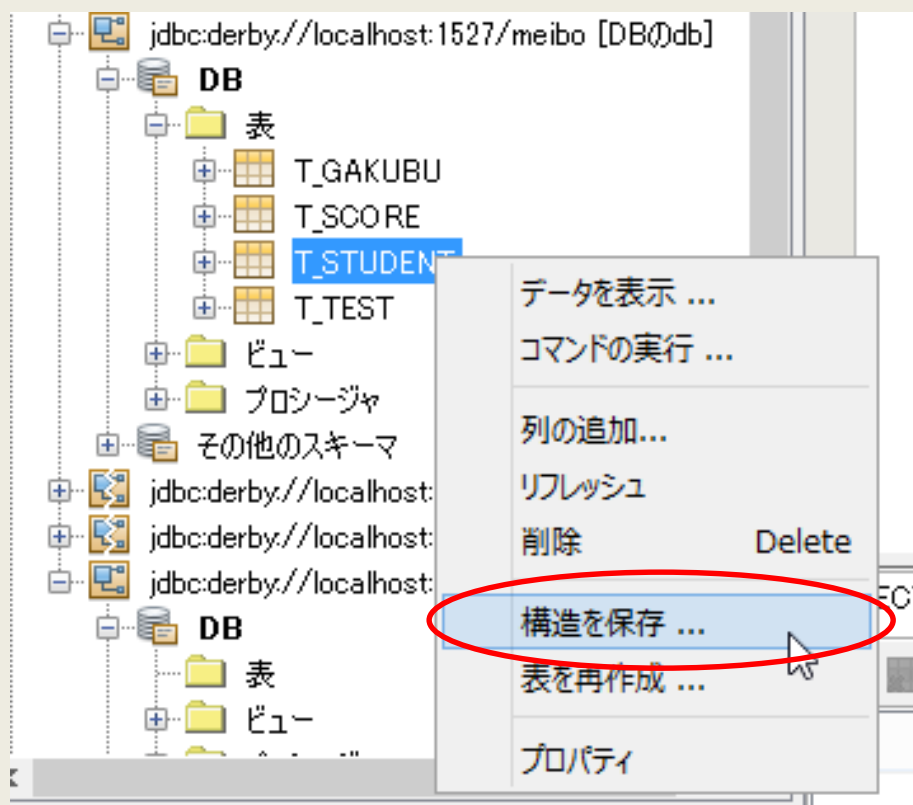 jdbc:derby://localhost:1527/meibo [DBのdb]
DB
表
T_GAKUBU
T_SCORE
T_STUDENT
T_TEST
ビュー
プロシージャ
その他のスキーマ
jdbc:derby://localhost:
jdbc:derby://localhost:
jdbc:derby://localhost:
DB
表
ビュー
データを表示 ...
コマンドの実行 ...
列の追加...
リフレッシュ
削除 Delete
構造を保存 ...
表を再作成 ...
プロパティ